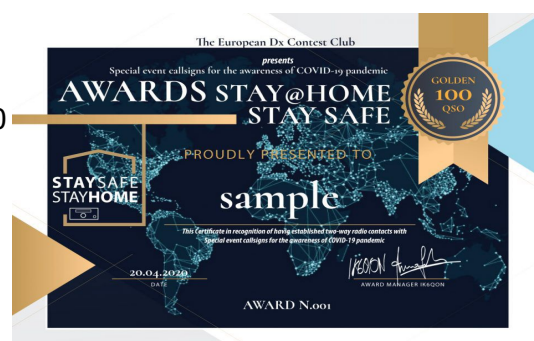 The European Dx Contest Club
presents
Special event callsigns for the awareness of COVID-19 pandemic
AWARDS STAY@HOME
STAY SAFE
GOLDEN
100
QSO
PROUDLY PRESENTED TO
STAYSAFE
STAYHOME
sample
This Certificate in recognition of havig established two-way radio contacts with
Special event callsigns for the awareness of COVID-19 pandemic
20.04.2020
DATE
IK6QON
AWARD MANAGER IK6QON
AWARD N.001